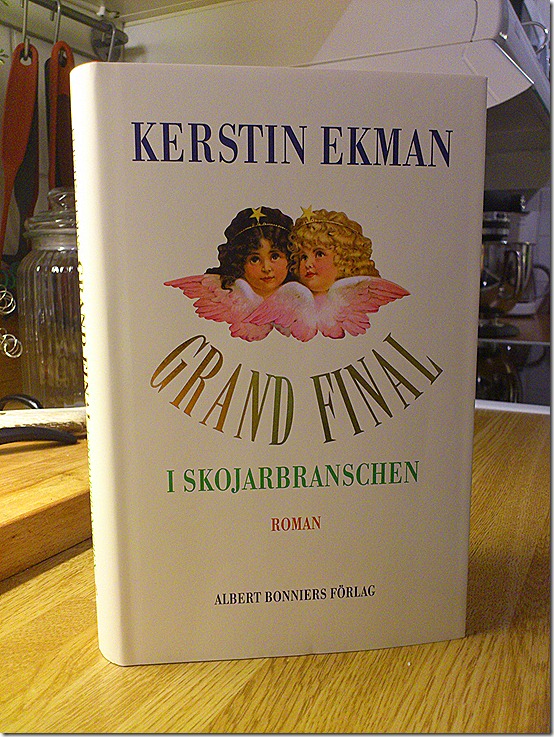 KERSTIN EKMAN
GRAND FINAL
I SKOJARBRANSCHEN
ROMAN
ALBERT BONNIERS FÖRLAG